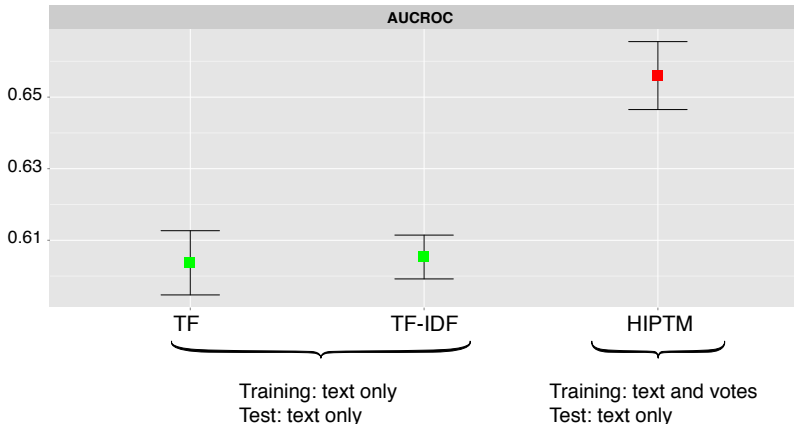 AUCROC
0.65
0.63
0.61
TF TF-IDF HIPTM
Training: text only Training: text and votes
Test: text only Test: text only